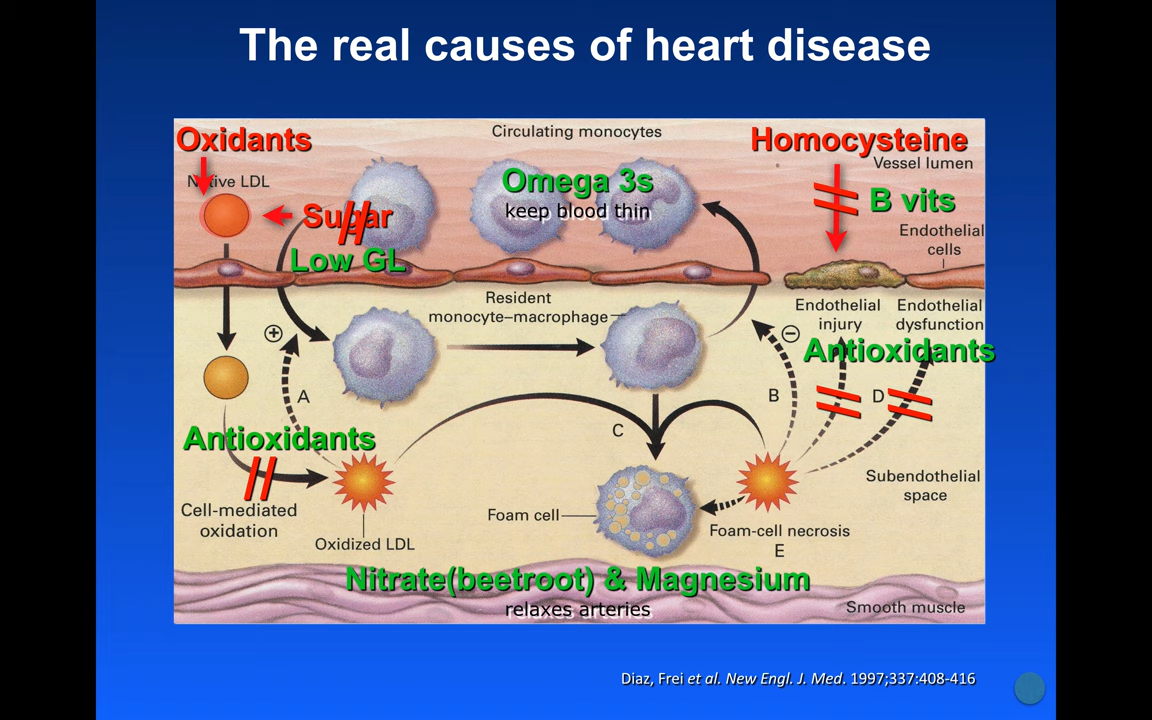 The real causes of heart disease
Oxidants
Circulating monocytes
Homocysteine
Vessel lumen
Native LDL
Omega 3s
keep blood thin
B vits
Sugar
Low GL
Endothelial
cells
Resident
monocyte–macrophage
Endothelial
injury
Endothelial
dysfunction
+
−
Antioxidants
A
B
D
C
Antioxidants
Cell-mediated
oxidation
Oxidized LDL
Foam cell
Foam-cell necrosis
E
Subendothelial
space
Nitrate(beetroot) & Magnesium
relaxes arteries
Smooth muscle
Diaz, Frei et al. New Engl. J. Med. 1997;337:408-416